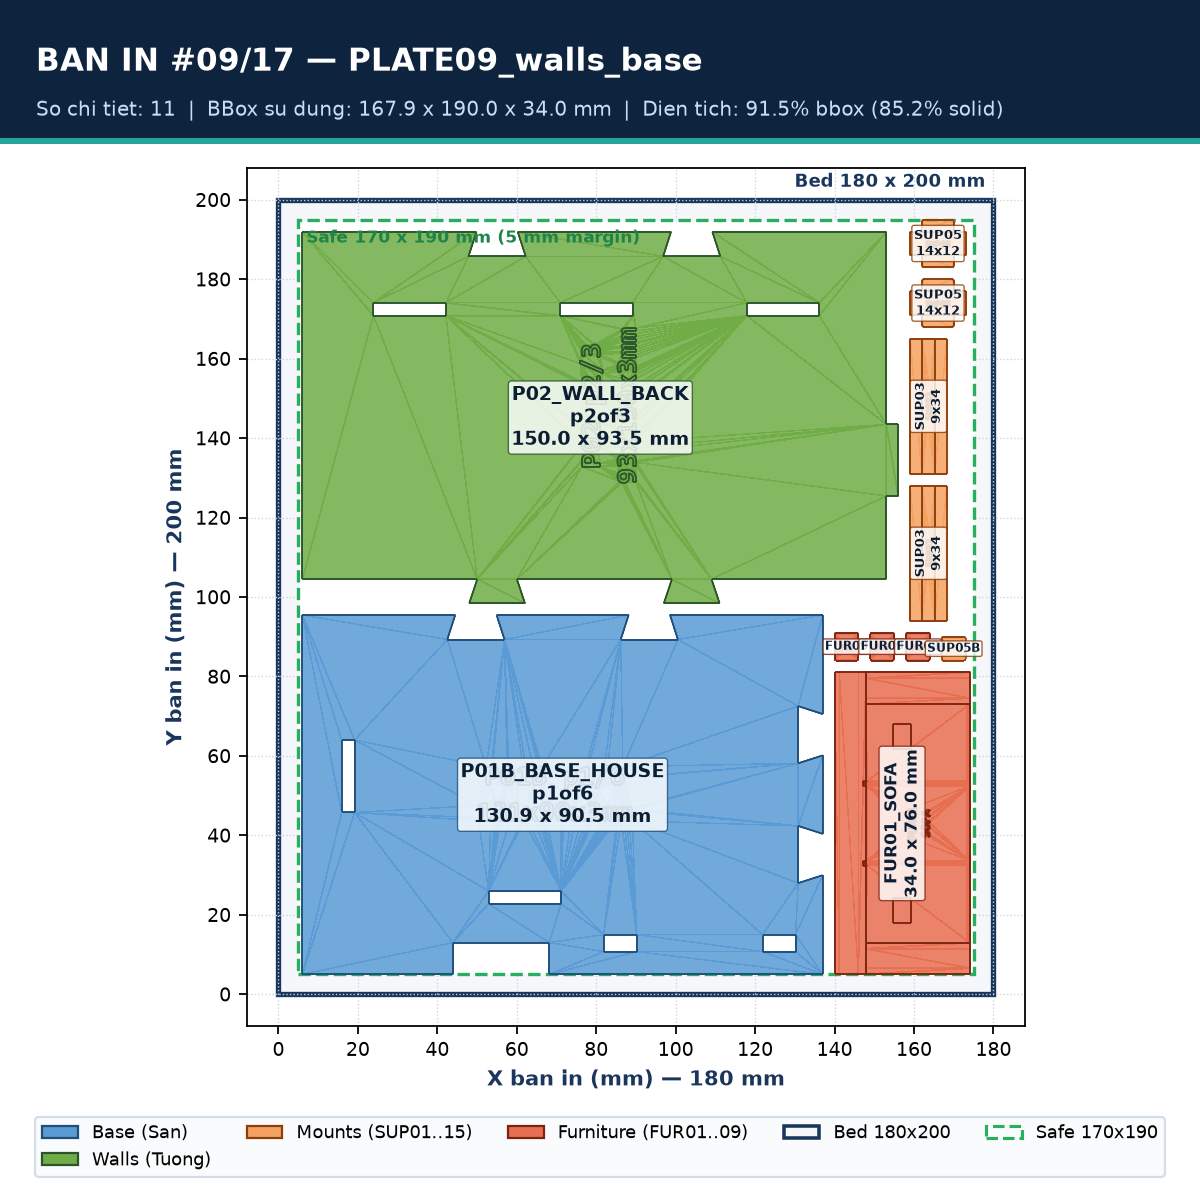 BAN IN #09/17 — PLATE09_walls_base
So chi tiet: 11 | BBox su dung: 167.9 x 190.0 x 34.0 mm | Dien tich: 91.5% bbox (85.2% solid)
Bed 180 x 200 mm
Safe 170 x 190 mm (5 mm margin)
SUP05
14x12
SUP05
14x12
SUP03
9x34
SUP03
9x34
P02_WALL_BACK
p2of3
150.0 x 93.5 mm
FUR0
FUR0
FUR
SUP05B
P01B_BASE_HOUSE
p1of6
130.9 x 90.5 mm
FUR01_SOFA
34.0 x 76.0 mm
Y ban in (mm) — 200 mm
200
180
160
140
120
100
80
60
40
20
0
0 20 40 60 80 100 120 140 160 180
X ban in (mm) — 180 mm
Base (San)
Mounts (SUP01..15)
Furniture (FUR01..09)
Bed 180x200
Safe 170x190
Walls (Tuong)